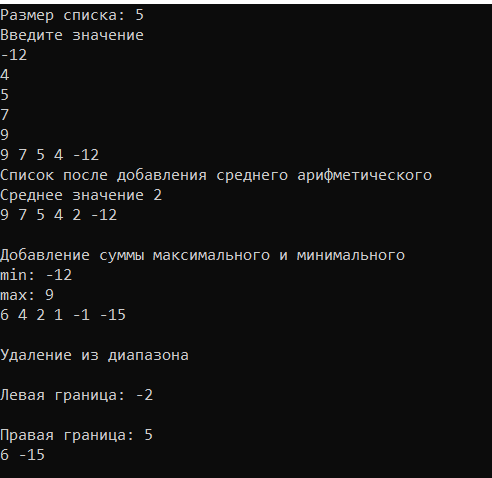 Размер списка: 5
Введите значение
-12
4
5
7
9
9 7 5 4 -12
Список после добавления среднего арифметического
Среднее значение 2
9 7 5 4 2 -12
Добавление суммы максимального и минимального
min: -12
max: 9
6 4 2 1 -1 -15
Удаление из диапазона
Левая граница: -2
Правая граница: 5
6 -15